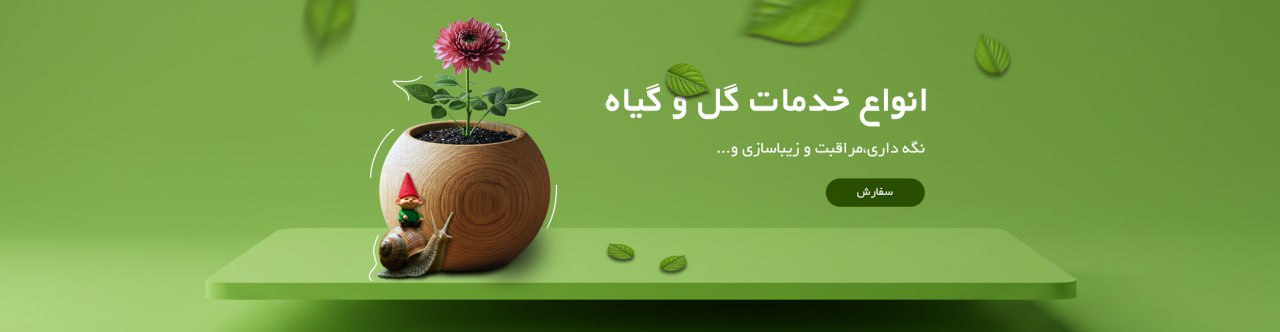 انواع خدمات گل و گیاه
نگه داری،مراقبت و زیباسازی و...
سفارش